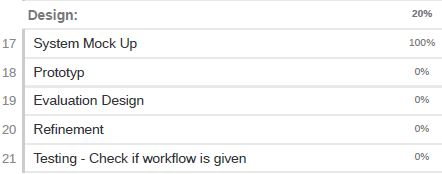 Design: 20%
17 System Mock Up 100%
18 Prototyp 0%
19 Evaluation Design 0%
20 Refinement 0%
21 Testing - Check if workflow is given 0%